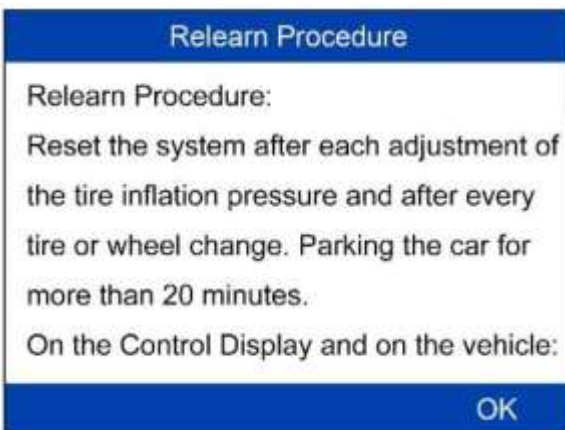 Relearn Procedure
Relearn Procedure:
Reset the system after each adjustment of
the tire inflation pressure and after every
tire or wheel change. Parking the car for
more than 20 minutes.
On the Control Display and on the vehicle:
OK